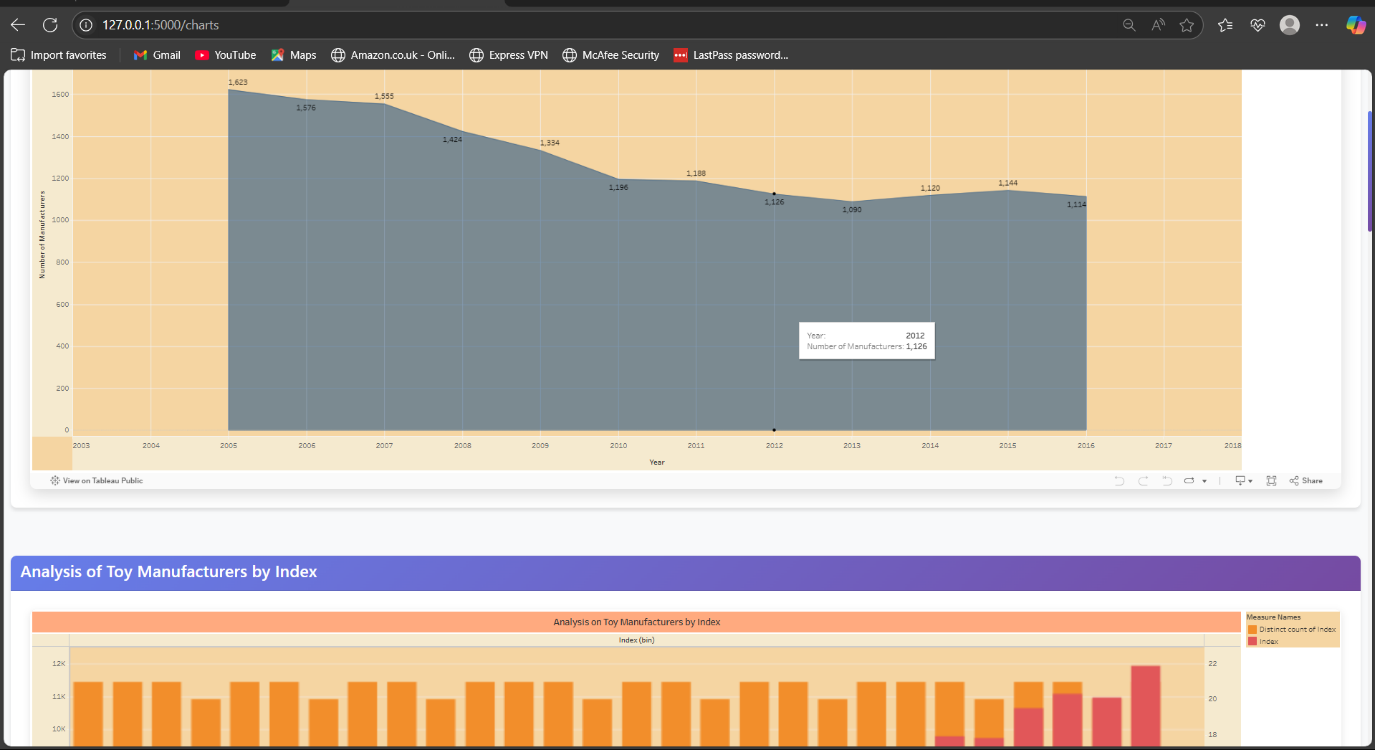 127.0.0.1:5000/charts
Import favorites
Gmail
YouTube
Maps
Amazon.co.uk - Onli...
Express VPN
McAfee Security
LastPass password...
1600
1400
1200
1000
800
600
400
200
0
Number of Manufacturers
1,623
1,576
1,555
1,424
1,334
1,196
1,188
1,126
1,090
1,120
1,144
1,114
Year: 2012
Number of Manufacturers: 1,126
2003 2004 2005 2006 2007 2008 2009 2010 2011 2012 2013 2014 2015 2016 2017 2018
Year
View on Tableau Public
Share
Analysis of Toy Manufacturers by Index
Analysis on Toy Manufacturers by Index
Index (bin)
Measure Names
Distinct count of Index
Index
12K
11K
10K
22
20
18